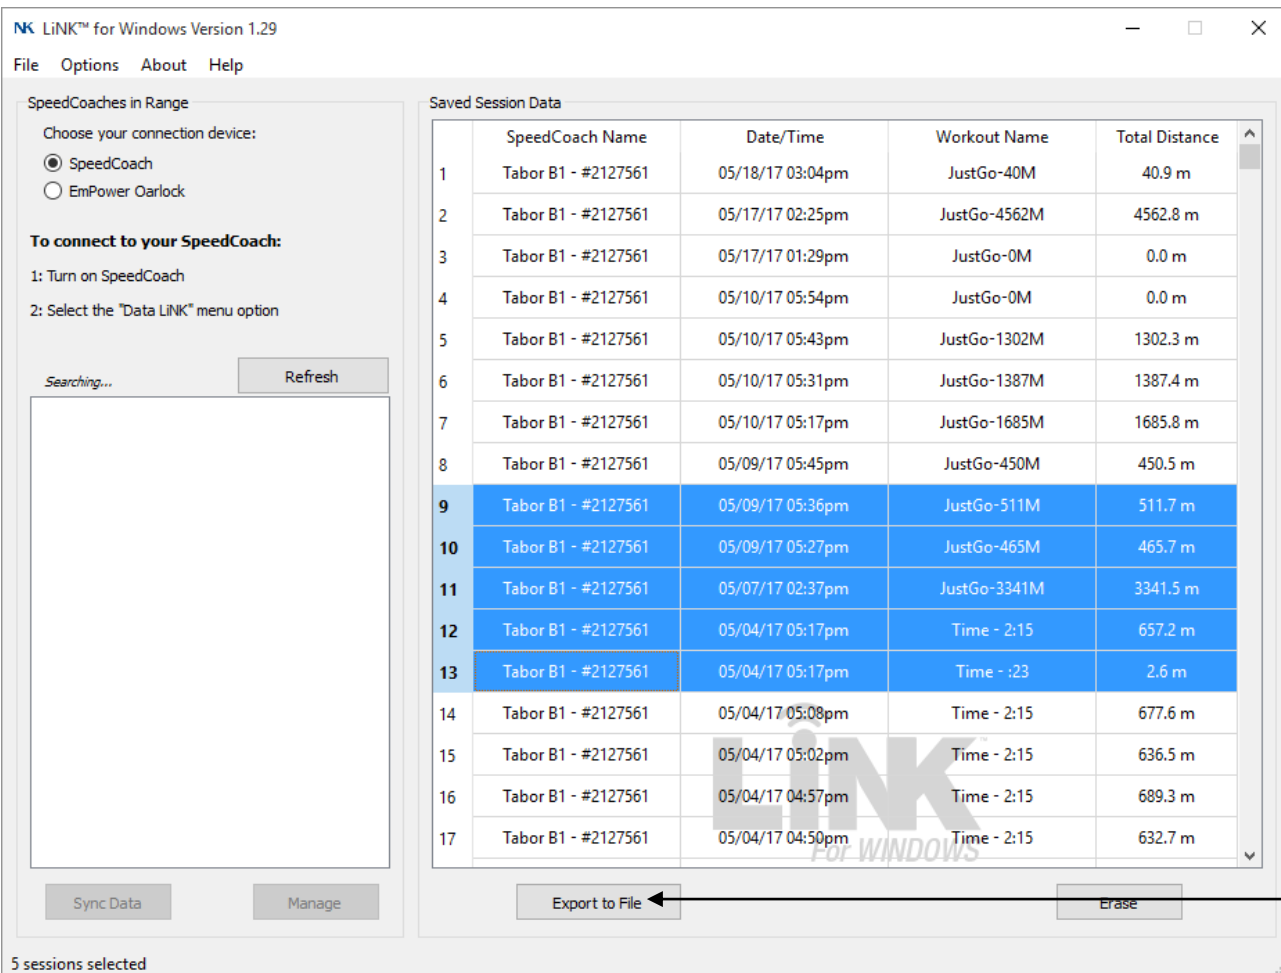 NK LiNK™ for Windows Version 1.29
File Options About Help
SpeedCoaches in Range
Choose your connection device:
SpeedCoach
EmPower Oarlock
To connect to your SpeedCoach:
1: Turn on SpeedCoach
2: Select the "Data LiNK" menu option
Searching...
Refresh
Sync Data
Manage
Saved Session Data
SpeedCoach Name Date/Time Workout Name Total Distance
1 Tabor B1 - #2127561 05/18/17 03:04pm JustGo-40M 40.9 m
2 Tabor B1 - #2127561 05/17/17 02:25pm JustGo-4562M 4562.8 m
3 Tabor B1 - #2127561 05/17/17 01:29pm JustGo-0M 0.0 m
4 Tabor B1 - #2127561 05/10/17 05:54pm JustGo-0M 0.0 m
5 Tabor B1 - #2127561 05/10/17 05:43pm JustGo-1302M 1302.3 m
6 Tabor B1 - #2127561 05/10/17 05:31pm JustGo-1387M 1387.4 m
7 Tabor B1 - #2127561 05/10/17 05:17pm JustGo-1685M 1685.8 m
8 Tabor B1 - #2127561 05/09/17 05:45pm JustGo-450M 450.5 m
9 Tabor B1 - #2127561 05/09/17 05:36pm JustGo-511M 511.7 m
10 Tabor B1 - #2127561 05/09/17 05:27pm JustGo-465M 465.7 m
11 Tabor B1 - #2127561 05/07/17 02:37pm JustGo-3341M 3341.5 m
12 Tabor B1 - #2127561 05/04/17 05:17pm Time - 2:15 657.2 m
13 Tabor B1 - #2127561 05/04/17 05:17pm Time - :23 2.6 m
14 Tabor B1 - #2127561 05/04/17 05:08pm Time - 2:15 677.6 m
15 Tabor B1 - #2127561 05/04/17 05:02pm Time - 2:15 636.5 m
16 Tabor B1 - #2127561 05/04/17 04:57pm Time - 2:15 689.3 m
17 Tabor B1 - #2127561 05/04/17 04:50pm Time - 2:15 632.7 m
LiNK™
For WINDOWS
Export to File
Erase
5 sessions selected